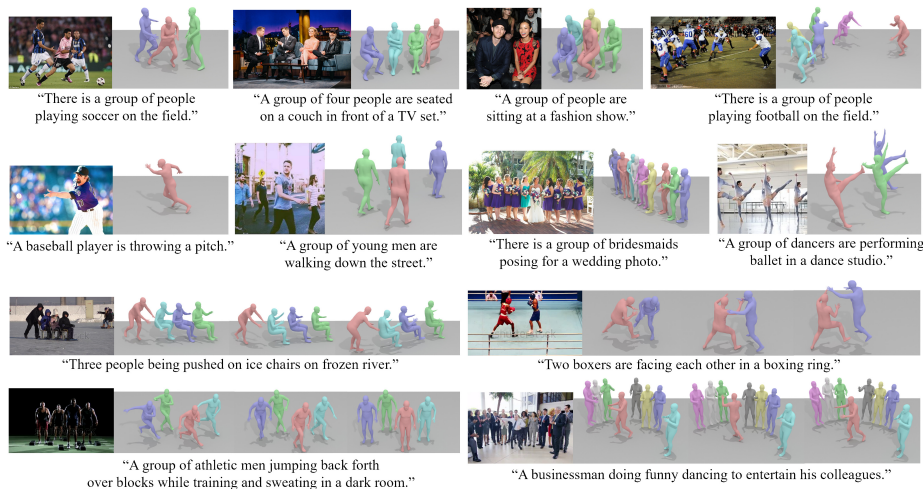 “There is a group of people
playing soccer on the field.”
“A group of four people are seated
on a couch in front of a TV set.”
“A group of people are
sitting at a fashion show.”
“There is a group of people
playing football on the field.”
“A baseball player is throwing a pitch.”
“A group of young men are
walking down the street.”
“There is a group of bridesmaids
posing for a wedding photo.”
“A group of dancers are performing
ballet in a dance studio.”
“Three people being pushed on ice chairs on frozen river.”
“Two boxers are facing each other in a boxing ring.”
“A group of athletic men jumping back forth
over blocks while training and sweating in a dark room.”
“A businessman doing funny dancing to entertain his colleagues.”